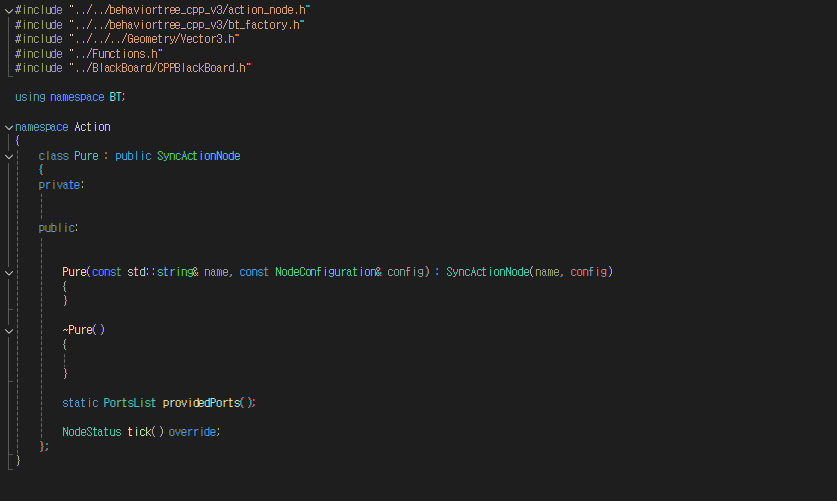 #include "../../behaviortree_cpp_v3/action_node.h"
#include "../../behaviortree_cpp_v3/bt_factory.h"
#include "../../../Geometry/Vector3.h"
#include "../Functions.h"
#include "../BlackBoard/CPPBlackBoard.h"
using namespace BT;
namespace Action
{
class Pure : public SyncActionNode
{
private:
public:
Pure(const std::string& name, const NodeConfiguration& config) : SyncActionNode(name, config)
{
}
~Pure()
{
}
static PortsList providedPorts();
NodeStatus tick() override;
};
}